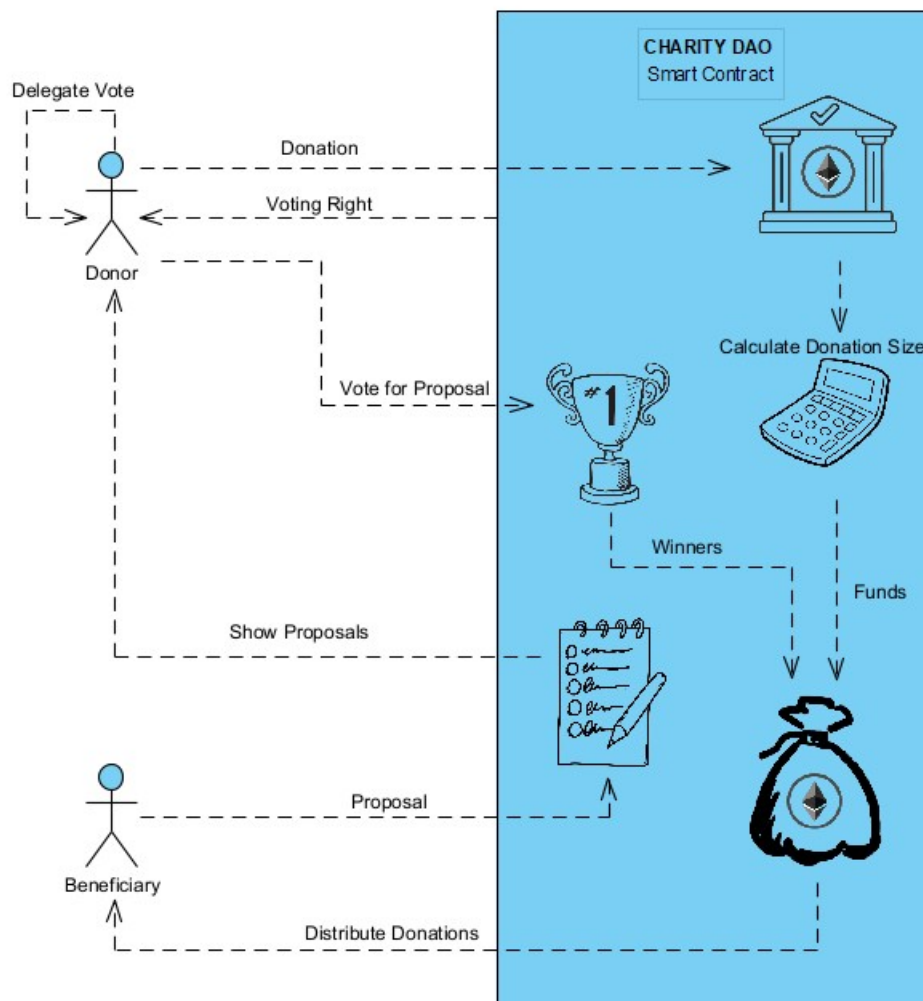 CHARITY DAO
Smart Contract
Delegate Vote
Donation
Voting Right
Donor
Calculate Donation Size
Vote for Proposal
#1
Winners
Funds
Show Proposals
Proposal
Beneficiary
Distribute Donations